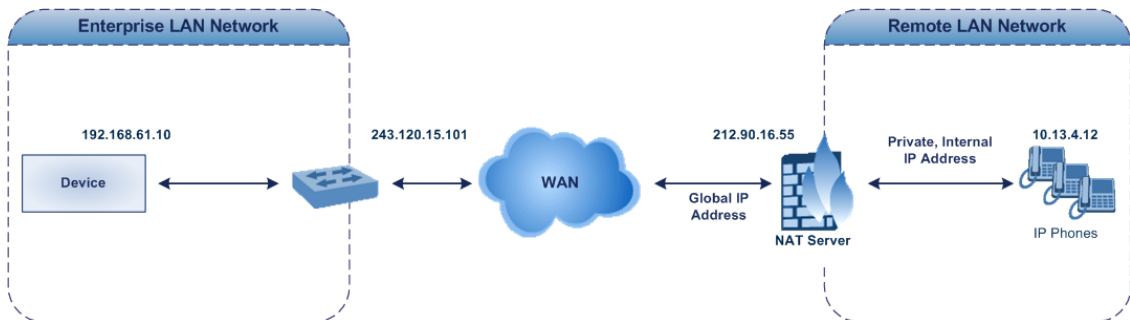 Enterprise LAN Network
Remote LAN Network
192.168.61.10
243.120.15.101
212.90.16.55
10.13.4.12
Private, Internal
IP Address
Device
WAN
Global IP
Address
NAT Server
IP Phones